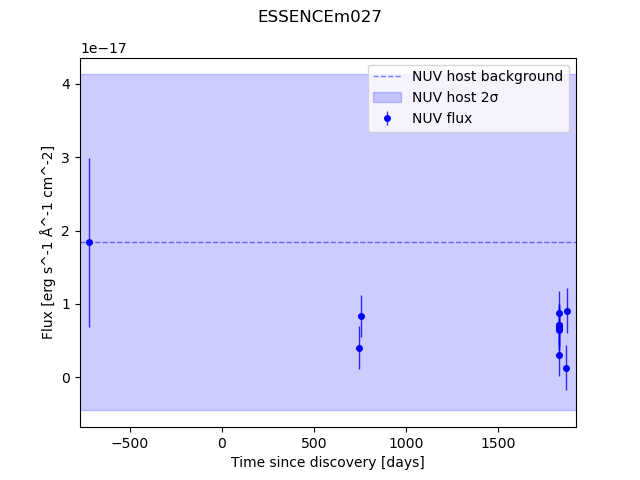 ESSENCEm027
1e−17
NUV host background
NUV host 2σ
NUV flux
4
3
2
1
0
Flux [erg s^-1 Å^-1 cm^-2]
−500
0
500
1000
1500
Time since discovery [days]